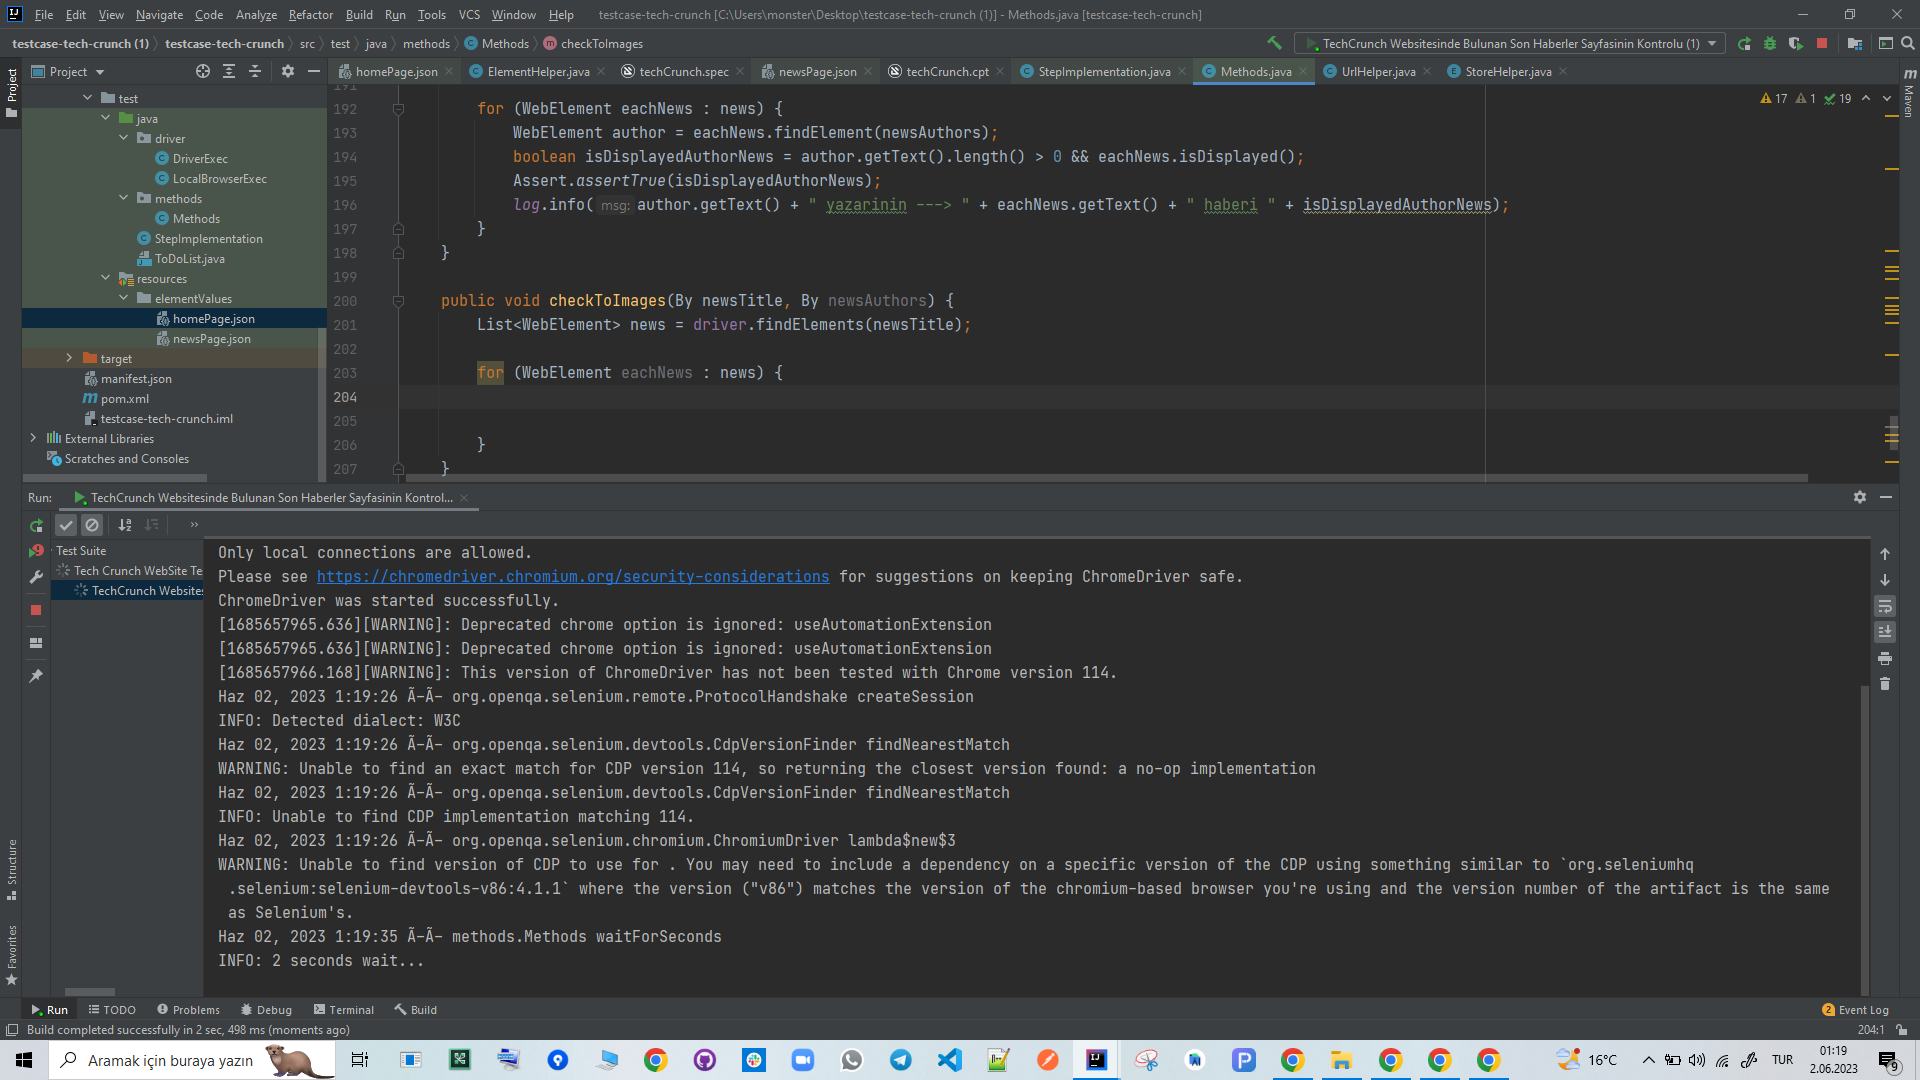 File Edit View Navigate Code Analyze Refactor Build Run Tools VCS Window Help testcase-tech-crunch [C:\Users\monster\Desktop\testcase-tech-crunch (1)] - Methods.java [testcase-tech-crunch]
testcase-tech-crunch (1) testcase-tech-crunch src test java methods Methods checkToImages TechCrunch Websitesinde Bulunan Son Haberler Sayfasinin Kontrolu (1)
Project homePage.json ElementHelper.java techCrunch.spec newsPage.json techCrunch.cpt StepImplementation.java Methods.java UrlHelper.java StoreHelper.java
Project
Maven
17 1 19
test
java
driver
DriverExec
LocalBrowserExec
methods
Methods
StepImplementation
ToDoList.java
resources
elementValues
homePage.json
newsPage.json
target
manifest.json
pom.xml
testcase-tech-crunch.iml
External Libraries
Scratches and Consoles
191
192 for (WebElement eachNews : news) {
193 WebElement author = eachNews.findElement(newsAuthors);
194 boolean isDisplayedAuthorNews = author.getText().length() > 0 && eachNews.isDisplayed();
195 Assert.assertTrue(isDisplayedAuthorNews);
196 log.info( msg: author.getText() + " yazarinin ---> " + eachNews.getText() + " haberi " + isDisplayedAuthorNews);
197 }
198 }
199
200 public void checkToImages(By newsTitle, By newsAuthors) {
201 List<WebElement> news = driver.findElements(newsTitle);
202
203 for (WebElement eachNews : news) {
204
205
206 }
207 }
Run: TechCrunch Websitesinde Bulunan Son Haberler Sayfasinin Kontrol...
Test Suite
Tech Crunch WebSite Te
TechCrunch Websites
Only local connections are allowed.
Please see https://chromedriver.chromium.org/security-considerations for suggestions on keeping ChromeDriver safe.
ChromeDriver was started successfully.
[1685657965.636][WARNING]: Deprecated chrome option is ignored: useAutomationExtension
[1685657965.636][WARNING]: Deprecated chrome option is ignored: useAutomationExtension
[1685657966.168][WARNING]: This version of ChromeDriver has not been tested with Chrome version 114.
Haz 02, 2023 1:19:26 Ã–Ã– org.openqa.selenium.remote.ProtocolHandshake createSession
INFO: Detected dialect: W3C
Haz 02, 2023 1:19:26 Ã–Ã– org.openqa.selenium.devtools.CdpVersionFinder findNearestMatch
WARNING: Unable to find an exact match for CDP version 114, so returning the closest version found: a no-op implementation
Haz 02, 2023 1:19:26 Ã–Ã– org.openqa.selenium.devtools.CdpVersionFinder findNearestMatch
INFO: Unable to find CDP implementation matching 114.
Haz 02, 2023 1:19:26 Ã–Ã– org.openqa.selenium.chromium.ChromiumDriver lambda$new$3
WARNING: Unable to find version of CDP to use for . You may need to include a dependency on a specific version of the CDP using something similar to `org.seleniumhq
.selenium:selenium-devtools-v86:4.1.1` where the version ("v86") matches the version of the chromium-based browser you're using and the version number of the artifact is the same
as Selenium's.
Haz 02, 2023 1:19:35 Ã–Ã– methods.Methods waitForSeconds
INFO: 2 seconds wait...
Structure
Favorites
Run TODO Problems Debug Terminal Build 2 Event Log
Build completed successfully in 2 sec, 498 ms (moments ago) 204:1
Aramak için buraya yazın 16°C TUR 01:19
2.06.2023 9